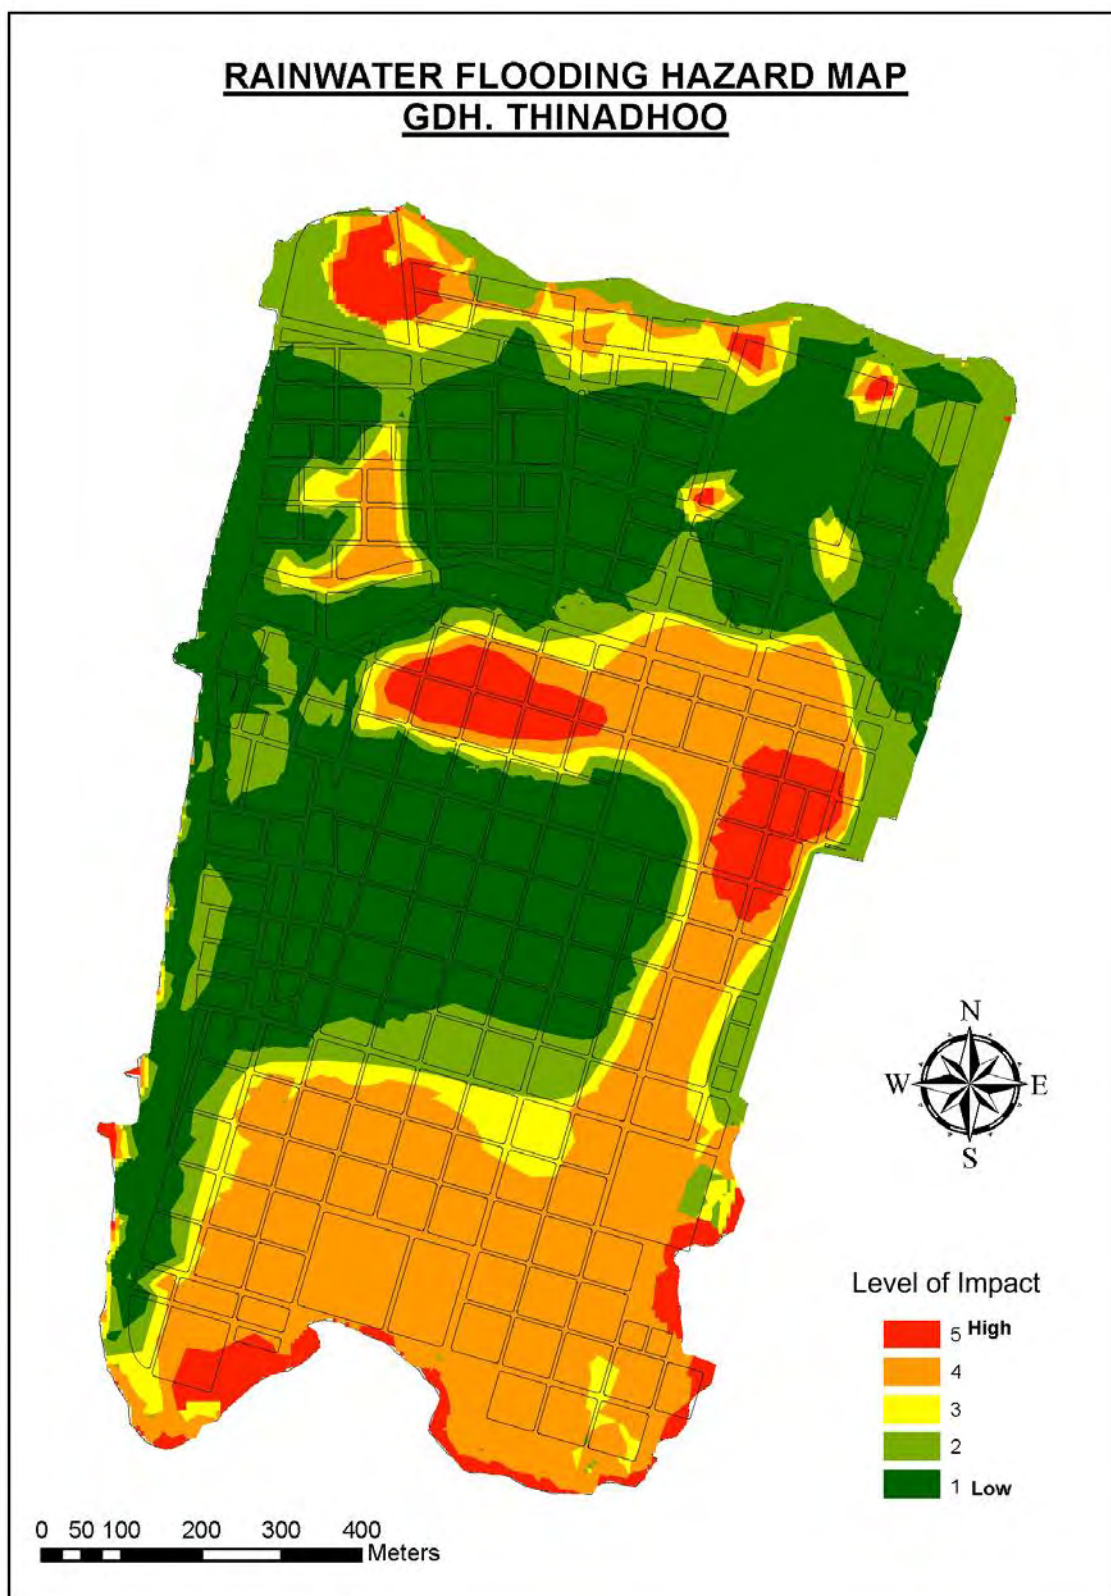 RAINWATER FLOODING HAZARD MAP
GDH. THINADHOO
N
W E
S
Level of Impact
5 High
4
3
2
1 Low
0 50 100 200 300 400
Meters